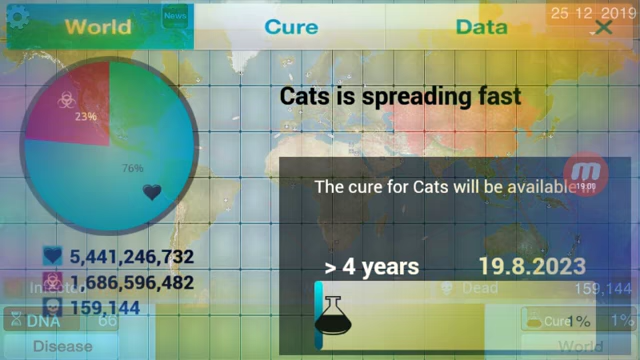 25-12-2019
World
News
Cure
Data
X
Cats is spreading fast
23%
76%
The cure for Cats will be available in
19:00
5,441,246,732
1,686,596,482
159,144
> 4 years
19.8.2023
Infected
Dead
159,144
DNA
66
Cure
1%
1%
Disease
World